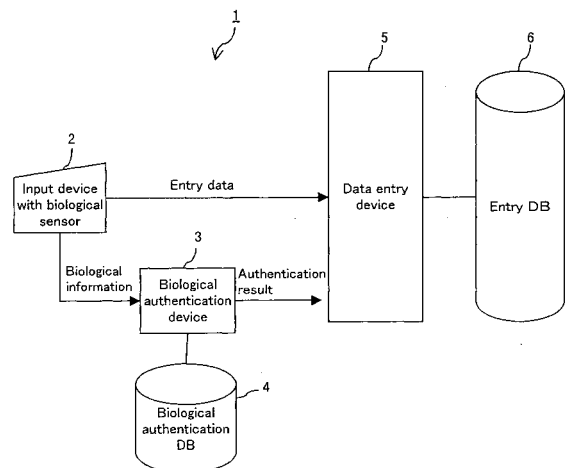 1
5
6
2
Input device
with biological
sensor
Entry data
Data entry
device
Entry DB
Biological
information
3
Biological
authentication
device
Authentication
result
4
Biological
authentication
DB